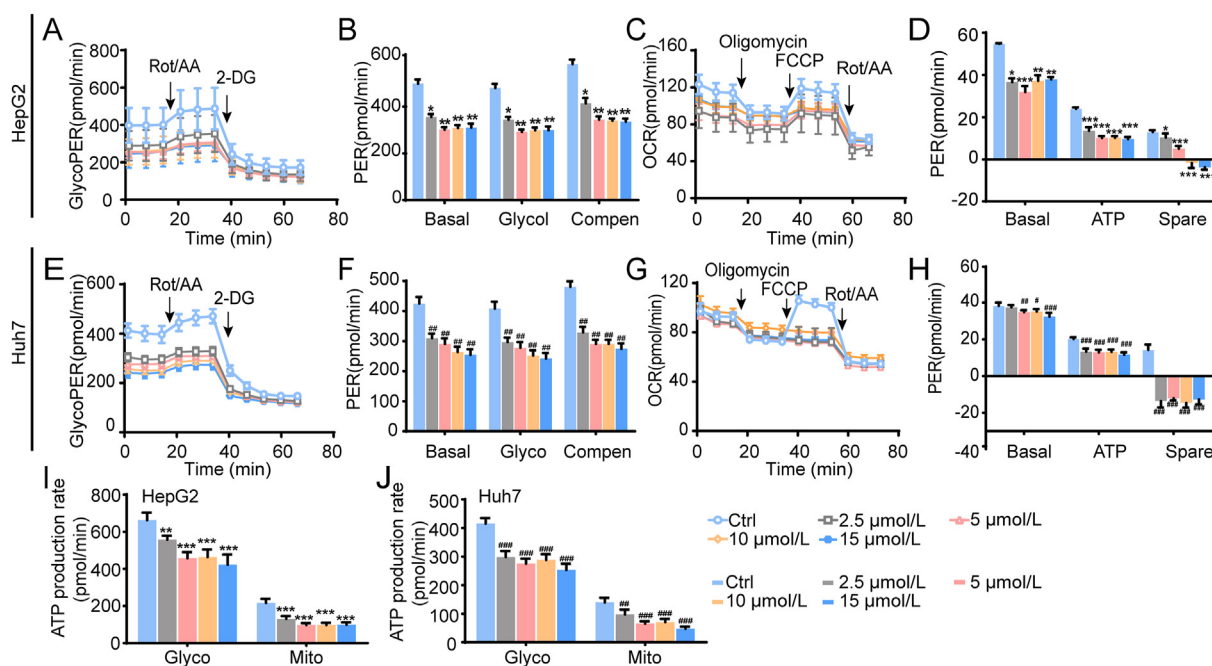 A
HepG2
GlycoPER(pmol/min)
800
600
400
200
0
Rot/AA
2-DG
0
20
40
60
80
Time (min)
B
PER(pmol/min)
600
400
200
0
* ** ** **
* ** ** **
* ** ** **
Basal
Glycol
Compen
C
OCR(pmol/min)
160
120
80
40
0
Oligomycin
FCCP
Rot/AA
0
20
40
60
80
Time (min)
D
PER(pmol/min)
60
40
20
0
-20
* *** ** **
*** *** *** ***
* *** *** ***
Basal
ATP
Spare
E
Huh7
GlycoPER(pmol/min)
600
400
200
0
Rot/AA
2-DG
0
20
40
60
80
Time (min)
F
PER(pmol/min)
500
400
300
200
100
0
## ## ## ##
## ## ## ##
## ## ## ##
Basal
Glyco
Compen
G
OCR(pmol/min)
120
90
60
30
0
Oligomycin
FCCP
Rot/AA
0
20
40
60
80
Time (min)
H
PER(pmol/min)
60
40
20
0
-20
-40
## # ###
### ### ### ###
### ### ### ###
Basal
ATP
Spare
I
HepG2
ATP production rate
(pmol/min)
800
600
400
200
0
** *** *** ***
*** *** *** ***
Glyco
Mito
J
Huh7
ATP production rate
(pmol/min)
500
400
300
200
100
0
### ### ### ###
## ### ### ###
Glyco
Mito
Ctrl
2.5 μmol/L
5 μmol/L
10 μmol/L
15 μmol/L
Ctrl
2.5 μmol/L
5 μmol/L
10 μmol/L
15 μmol/L